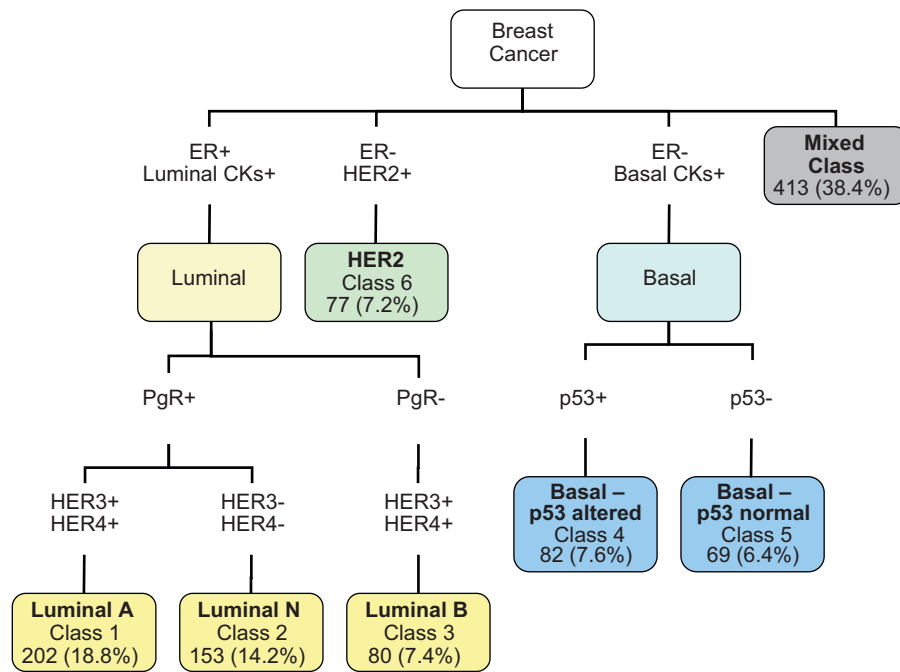 Breast
Cancer
ER+
Luminal CKs+
ER-
HER2+
ER-
Basal CKs+
Mixed
Class
413 (38.4%)
Luminal
HER2
Class 6
77 (7.2%)
Basal
PgR+
PgR-
p53+
p53-
HER3+
HER4+
HER3-
HER4-
HER3+
HER4+
Basal –
p53 altered
Class 4
82 (7.6%)
Basal –
p53 normal
Class 5
69 (6.4%)
Luminal A
Class 1
202 (18.8%)
Luminal N
Class 2
153 (14.2%)
Luminal B
Class 3
80 (7.4%)